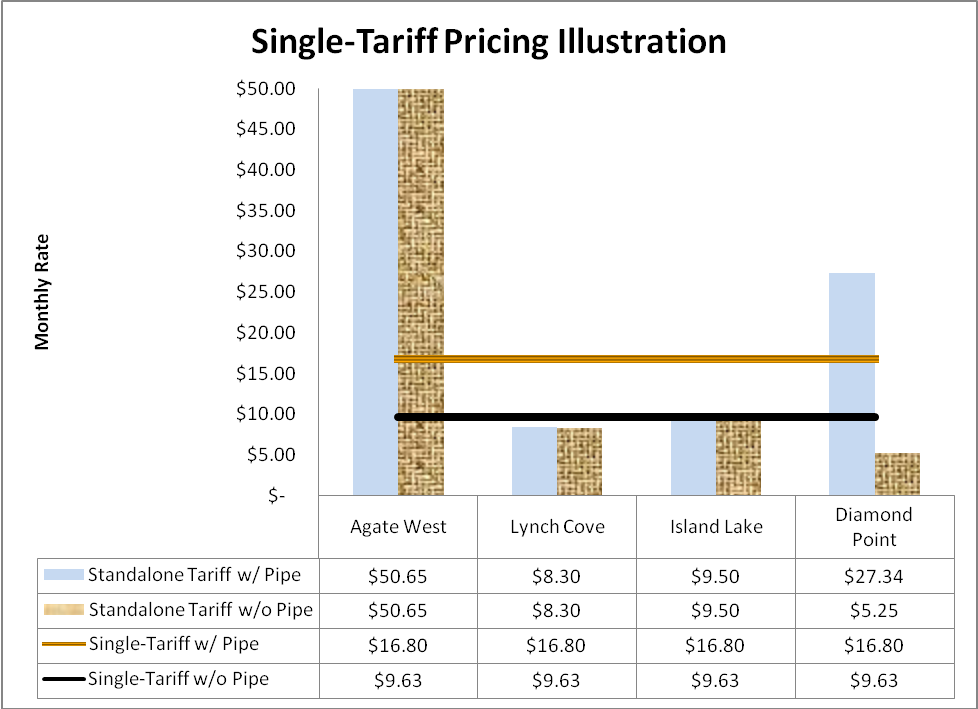 Single-Tariff Pricing Illustration
$50.00
$45.00
$40.00
$35.00
$30.00
$25.00
$20.00
$15.00
$10.00
$5.00
$-
Monthly Rate
Agate West Lynch Cove Island Lake Diamond
Point
Standalone Tariff w/ Pipe $50.65 $8.30 $9.50 $27.34
Standalone Tariff w/o Pipe $50.65 $8.30 $9.50 $5.25
Single-Tariff w/ Pipe $16.80 $16.80 $16.80 $16.80
Single-Tariff w/o Pipe $9.63 $9.63 $9.63 $9.63